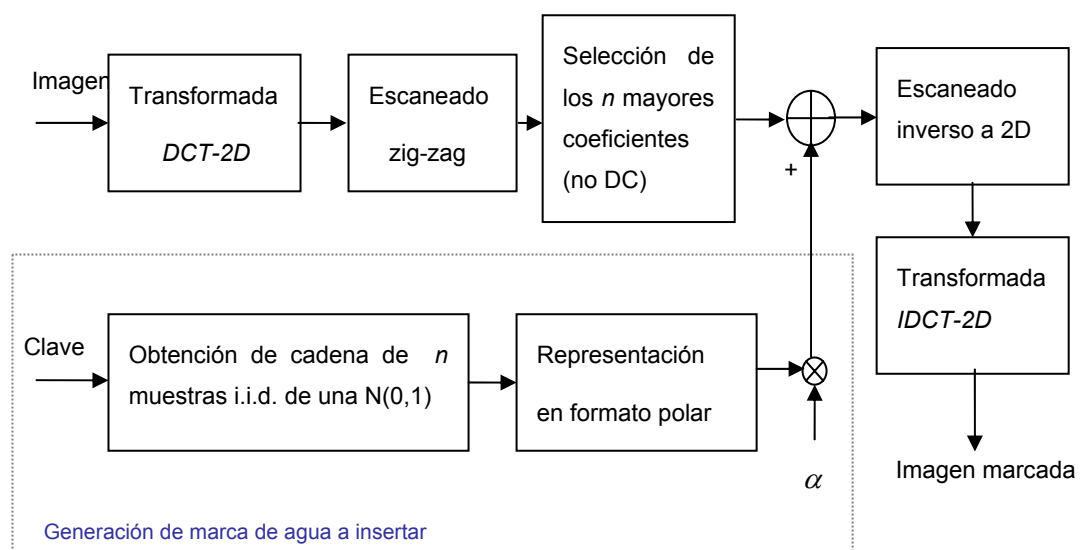 Imagen
Transformada
DCT-2D
Escaneado
zig-zag
Selección de
los n mayores
coeficientes
(no DC)
+
Escaneado
inverso a 2D
Transformada
IDCT-2D
Imagen marcada
Clave
Obtención de cadena de n
muestras i.i.d. de una N(0,1)
Representación
en formato polar
α
Generación de marca de agua a insertar